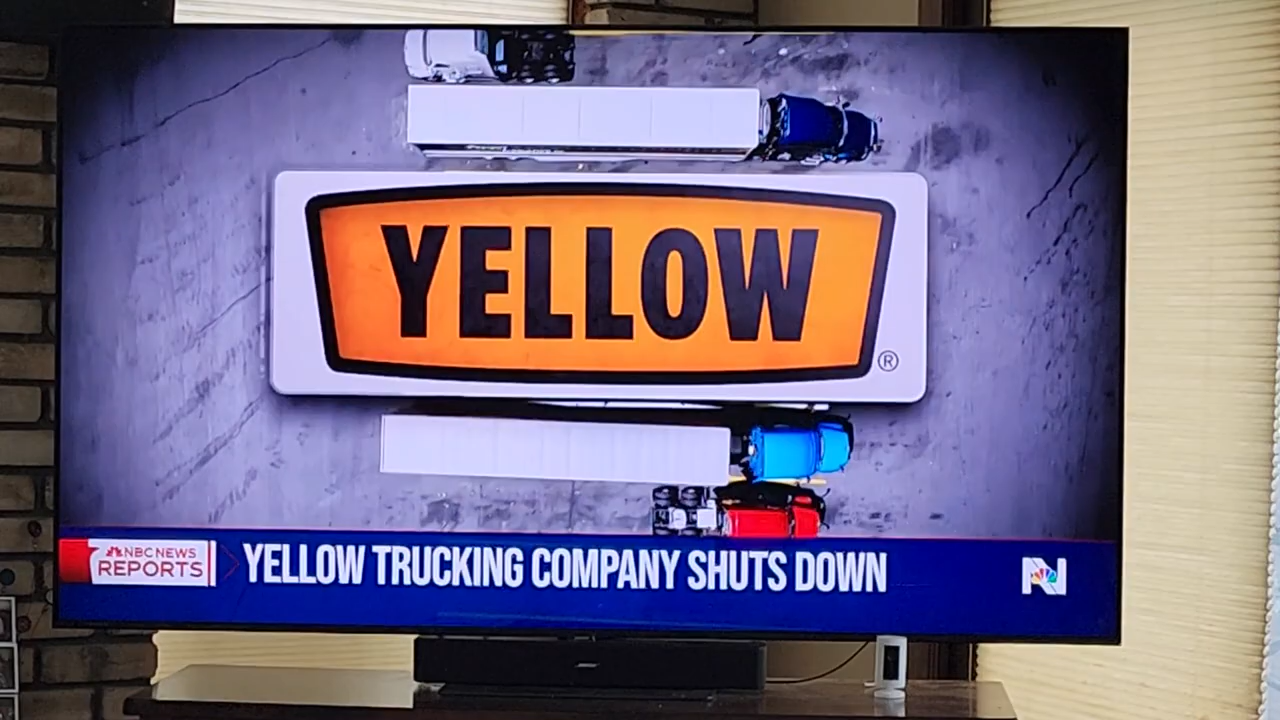 YELLOW
®
NBC NEWS
REPORTS
YELLOW TRUCKING COMPANY SHUTS DOWN
N